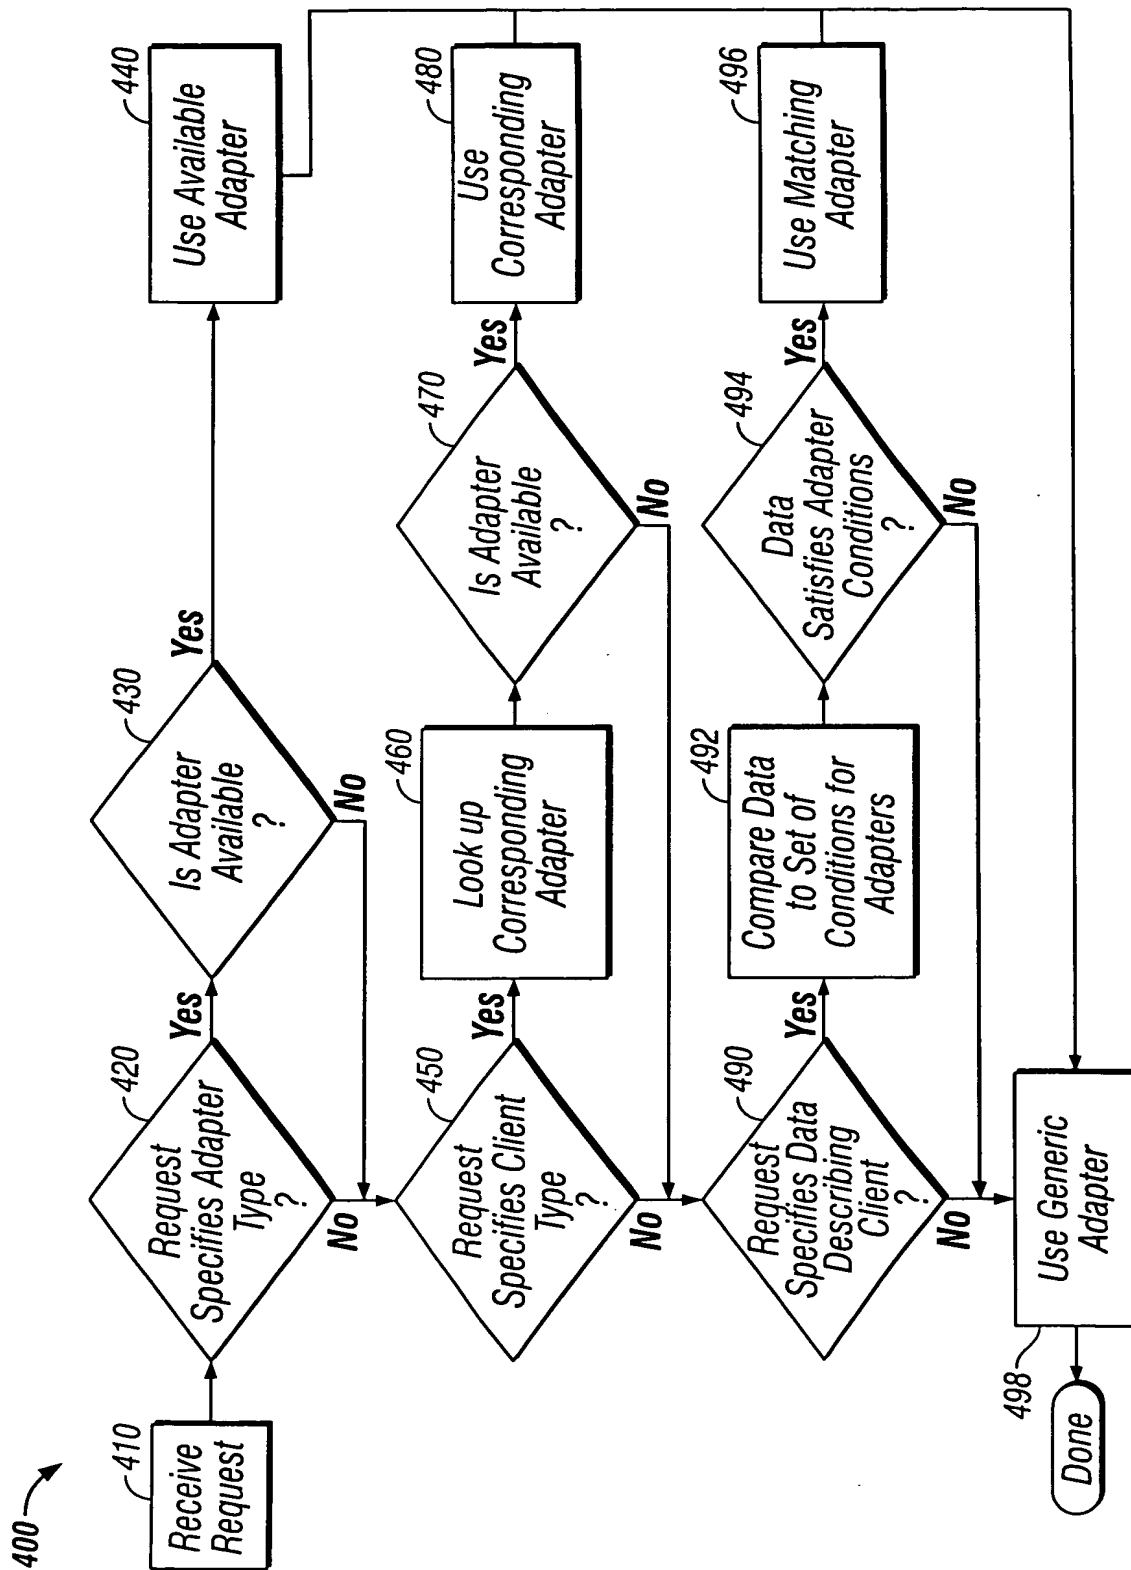 400
410
Receive
Request
420
Request
Specifies Adapter
Type
?
Yes
No
430
Is Adapter
Available
?
Yes
No
440
Use Available
Adapter
450
Request
Specifies Client
Type
?
Yes
No
460
Look up
Corresponding
Adapter
470
Is Adapter
Available
?
Yes
No
480
Use
Corresponding
Adapter
490
Request
Specifies Data
Describing
Client
?
Yes
No
492
Compare Data
to Set of
Conditions for
Adapters
494
Data
Satisfies Adapter
Conditions
?
Yes
No
496
Use Matching
Adapter
498
Use Generic
Adapter
Done